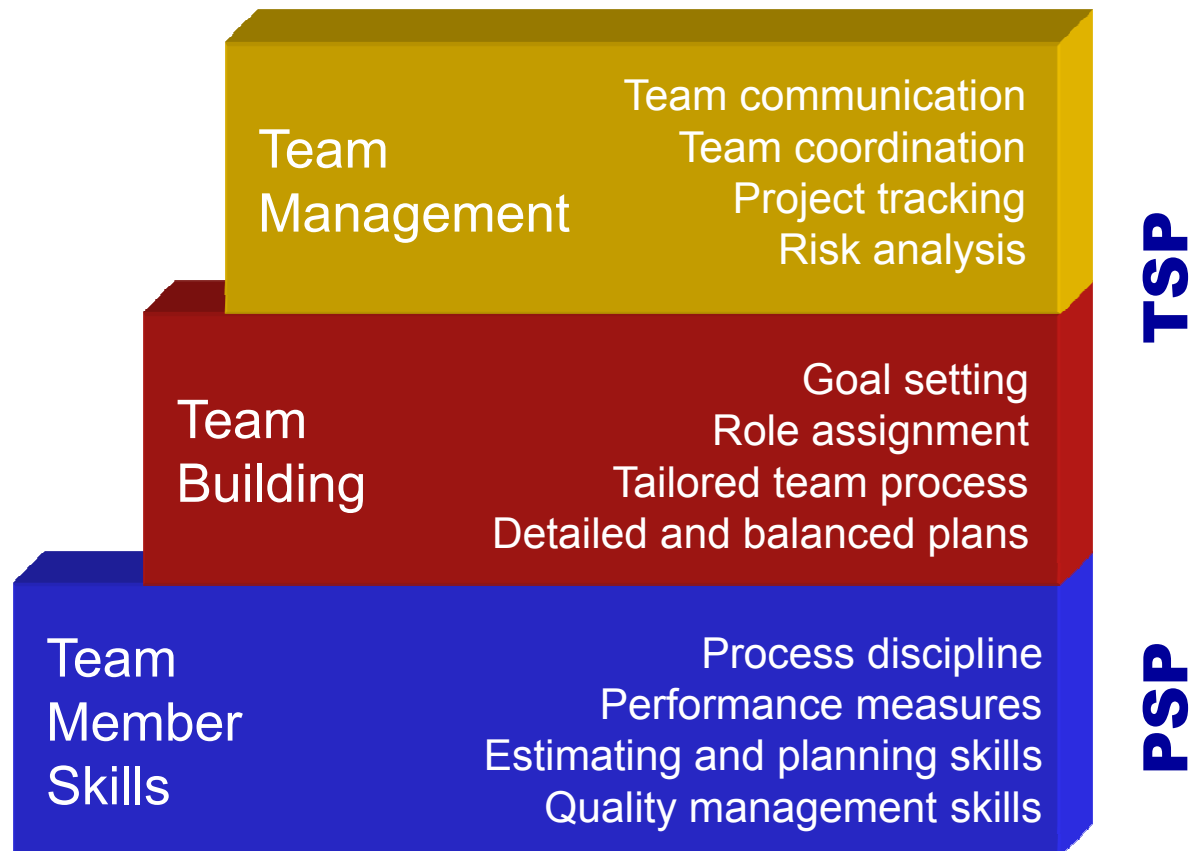 Team
Management
Team communication
Team coordination
Project tracking
Risk analysis
TSP
Team
Building
Goal setting
Role assignment
Tailored team process
Detailed and balanced plans
Team
Member
Skills
Process discipline
Performance measures
Estimating and planning skills
Quality management skills
PSP